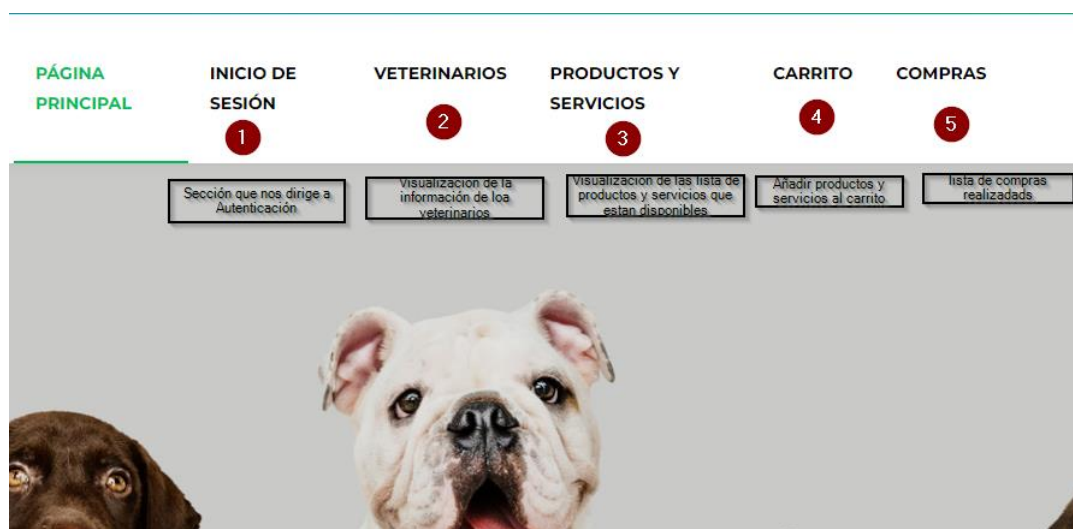 PÁGINA
PRINCIPAL
INICIO DE
SESIÓN
VETERINARIOS
PRODUCTOS Y
SERVICIOS
CARRITO
COMPRAS
1
2
3
4
5
Sección que nos dirige a
Autenticación
Visualización de la
información de loa
veterinarios
Visualización de las lista de
productos y servicios que
estan disponibles
Añadir productos y
servicios al carrito
lista de compras
realizadads